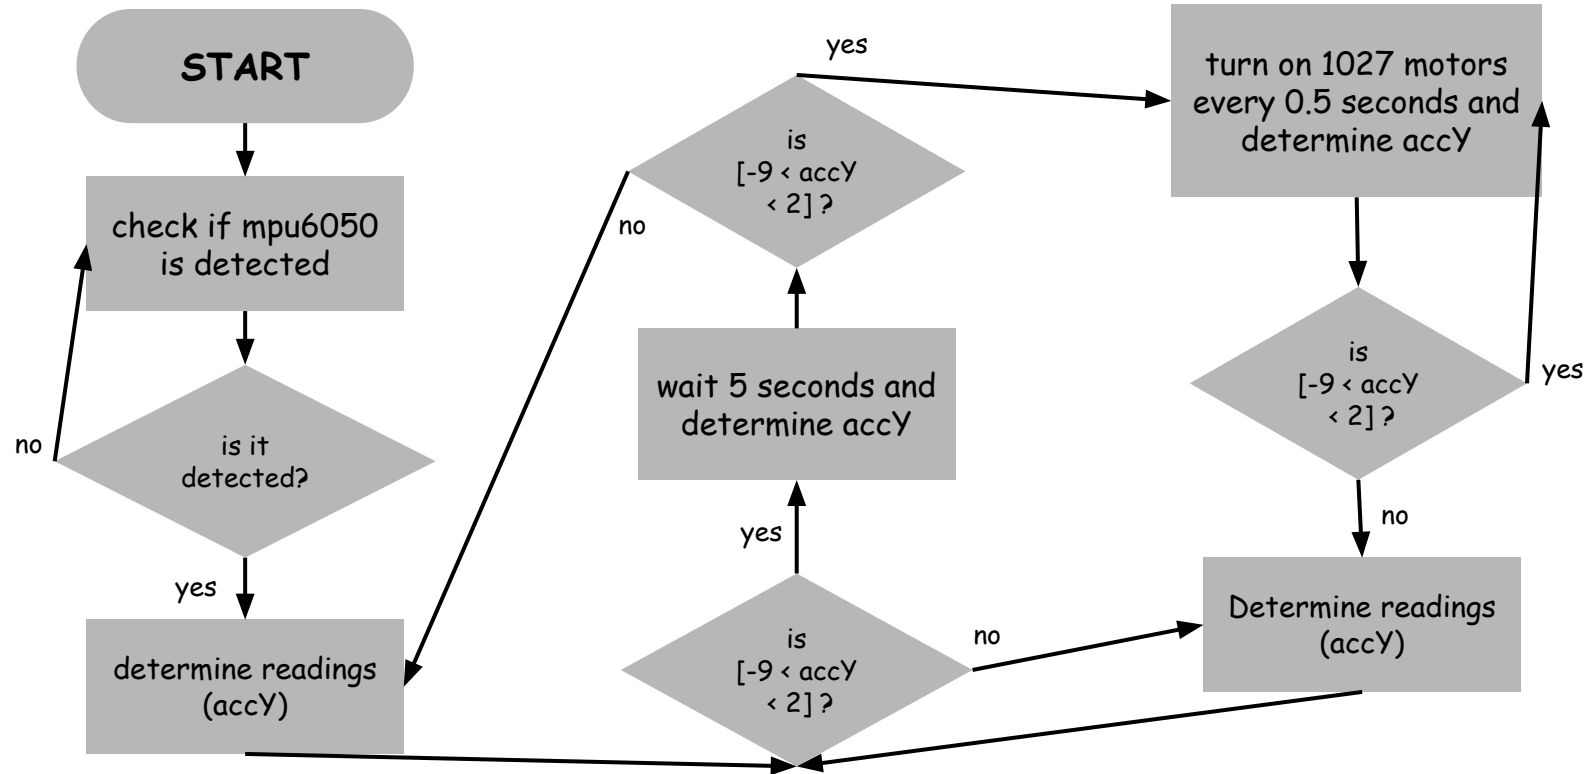 START
check if mpu6050
is detected
no
is it
detected?
yes
determine readings
(accY)
yes
is
[-9 < accY
< 2] ?
no
wait 5 seconds and
determine accY
yes
is
[-9 < accY
< 2] ?
no
turn on 1027 motors
every 0.5 seconds and
determine accY
is
[-9 < accY
< 2] ?
yes
no
Determine readings
(accY)